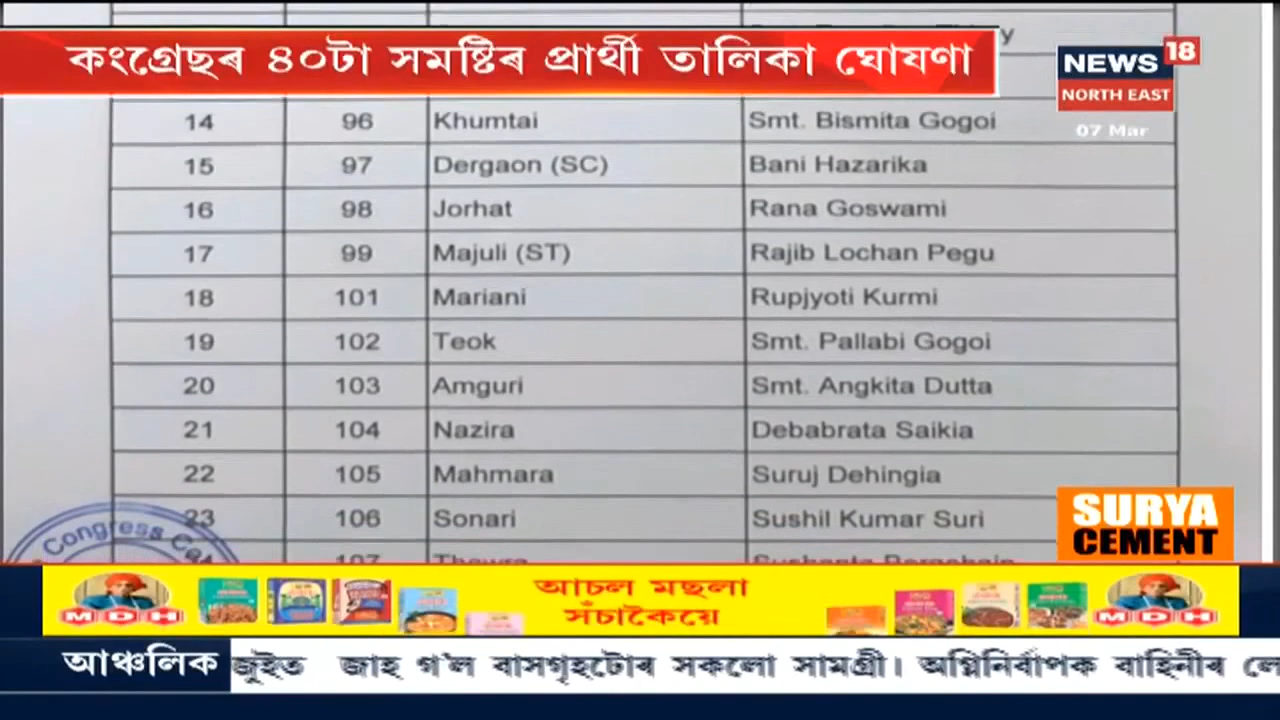 কংগ্ৰেছৰ ৪০টা সমষ্টিৰ প্ৰাৰ্থী তালিকা ঘোষণা
NEWS 18
NORTH EAST
07 Mar
14 96 Khumtai Smt. Bismita Gogoi
15 97 Dergaon (SC) Bani Hazarika
16 98 Jorhat Rana Goswami
17 99 Majuli (ST) Rajib Lochan Pegu
18 101 Mariani Rupjyoti Kurmi
19 102 Teok Smt. Pallabi Gogoi
20 103 Amguri Smt. Angkita Dutta
21 104 Nazira Debabrata Saikia
22 105 Mahmara Suruj Dehingia
23 106 Sonari Sushil Kumar Suri
107
Congress
SURYA
CEMENT
MDH
আচল মছলা
সঁচাকৈয়ে
MDH
আঞ্চলিক
জুইত জাহ গ'ল বাসগৃহটোৰ সকলো সামগ্ৰী। অগ্নিনিৰ্বাপক বাহিনীৰ